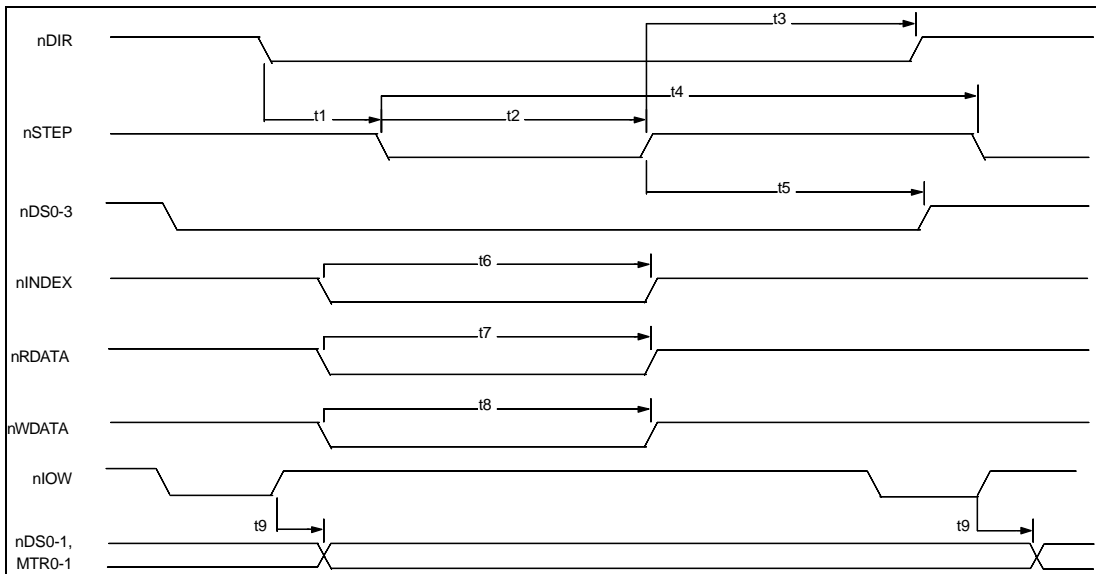 t3
nDIR
t4
t1
t2
nSTEP
t5
nDS0-3
t6
nINDEX
t7
nRDATA
t8
nWDATA
nIOW
t9
t9
nDS0-1,
MTR0-1